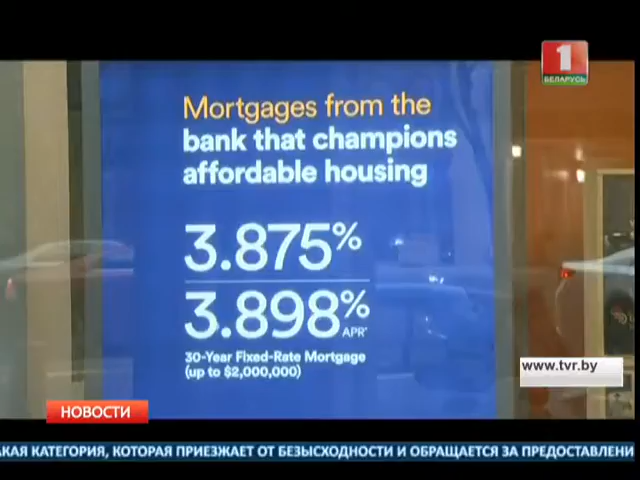 1
БЕЛАРУСЬ
Mortgages from the
bank that champions
affordable housing
3.875%
3.898%
APR*
30-Year Fixed-Rate Mortgage
(up to $2,000,000)
www.tvr.by
НОВОСТИ
АКАЯ КАТЕГОРИЯ, КОТОРАЯ ПРИЕЗЖАЕТ ОТ БЕЗЫСХОДНОСТИ И ОБРАЩАЕТСЯ ЗА ПРЕДОСТАВЛЕНИ